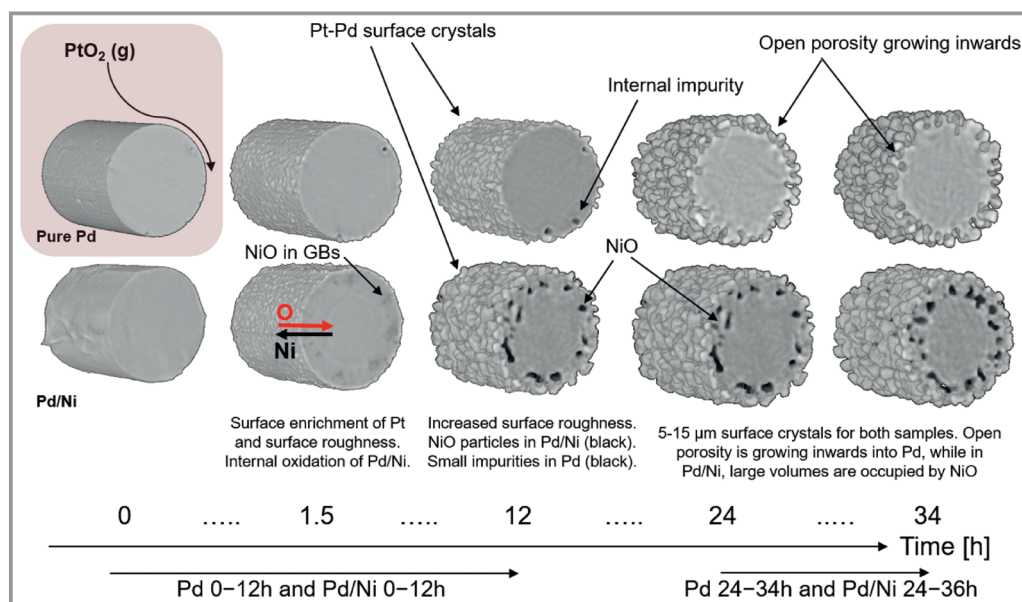 PtO2 (g)
Pure Pd
Pt-Pd surface crystals
Internal impurity
Open porosity growing inwards
NiO in GBs
O
Ni
NiO
Pd/Ni
Surface enrichment of Pt
and surface roughness.
Internal oxidation of Pd/Ni.
Increased surface roughness.
NiO particles in Pd/Ni (black).
Small impurities in Pd (black).
5-15 µm surface crystals for both samples. Open
porosity is growing inwards into Pd, while in
Pd/Ni, large volumes are occupied by NiO
0 ..... 1.5 ..... 12 ..... 24 ..... 34
Time [h]
Pd 0−12h and Pd/Ni 0−12h
Pd 24−34h and Pd/Ni 24−36h